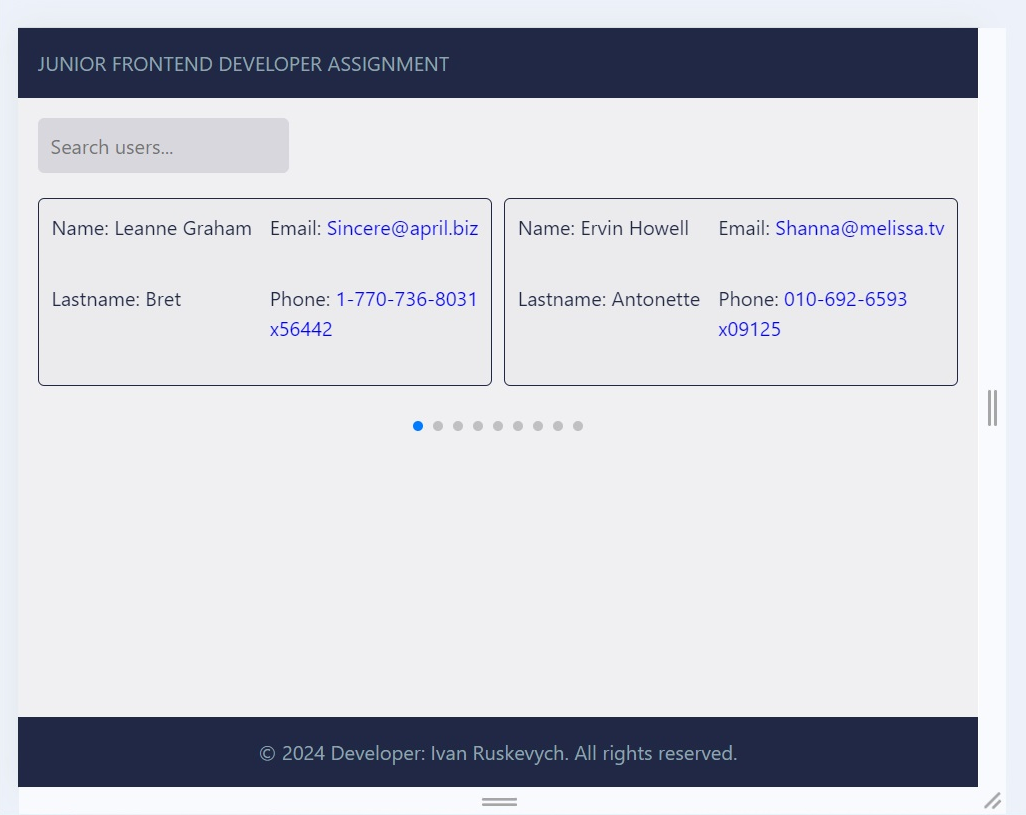 JUNIOR FRONTEND DEVELOPER ASSIGNMENT
Search users...
Name: Leanne Graham
Email: Sincere@april.biz
Lastname: Bret
Phone: 1-770-736-8031
x56442
Name: Ervin Howell
Email: Shanna@melissa.tv
Lastname: Antonette
Phone: 010-692-6593
x09125
© 2024 Developer: Ivan Ruskevych. All rights reserved.